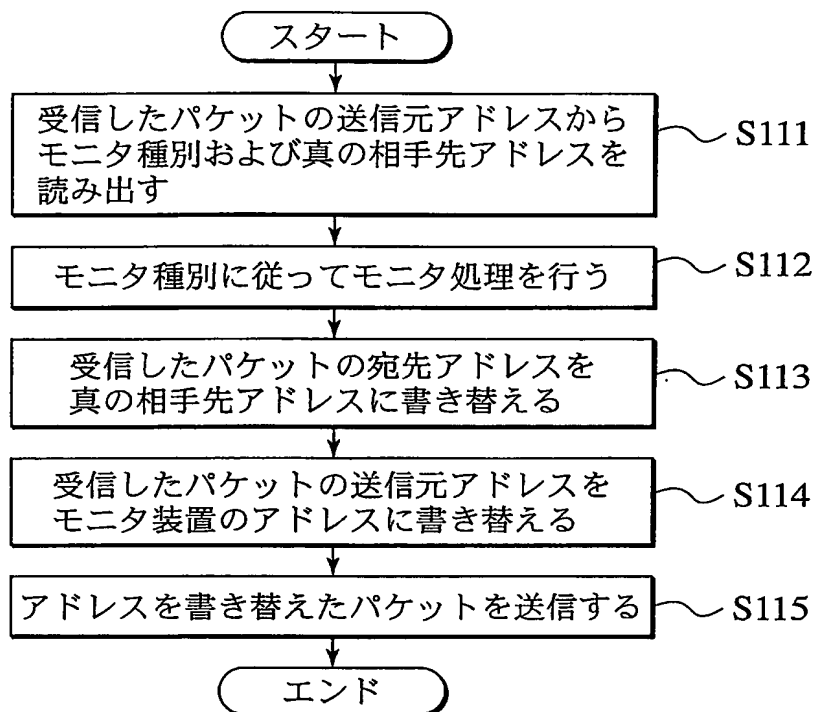 スタート
受信したパケットの送信元アドレスから
モニタ種別および真の相手先アドレスを
読み出す
S111
モニタ種別に従ってモニタ処理を行う
S112
受信したパケットの宛先アドレスを
真の相手先アドレスに書き替える
S113
受信したパケットの送信元アドレスを
モニタ装置のアドレスに書き替える
S114
アドレスを書き替えたパケットを送信する
S115
エンド